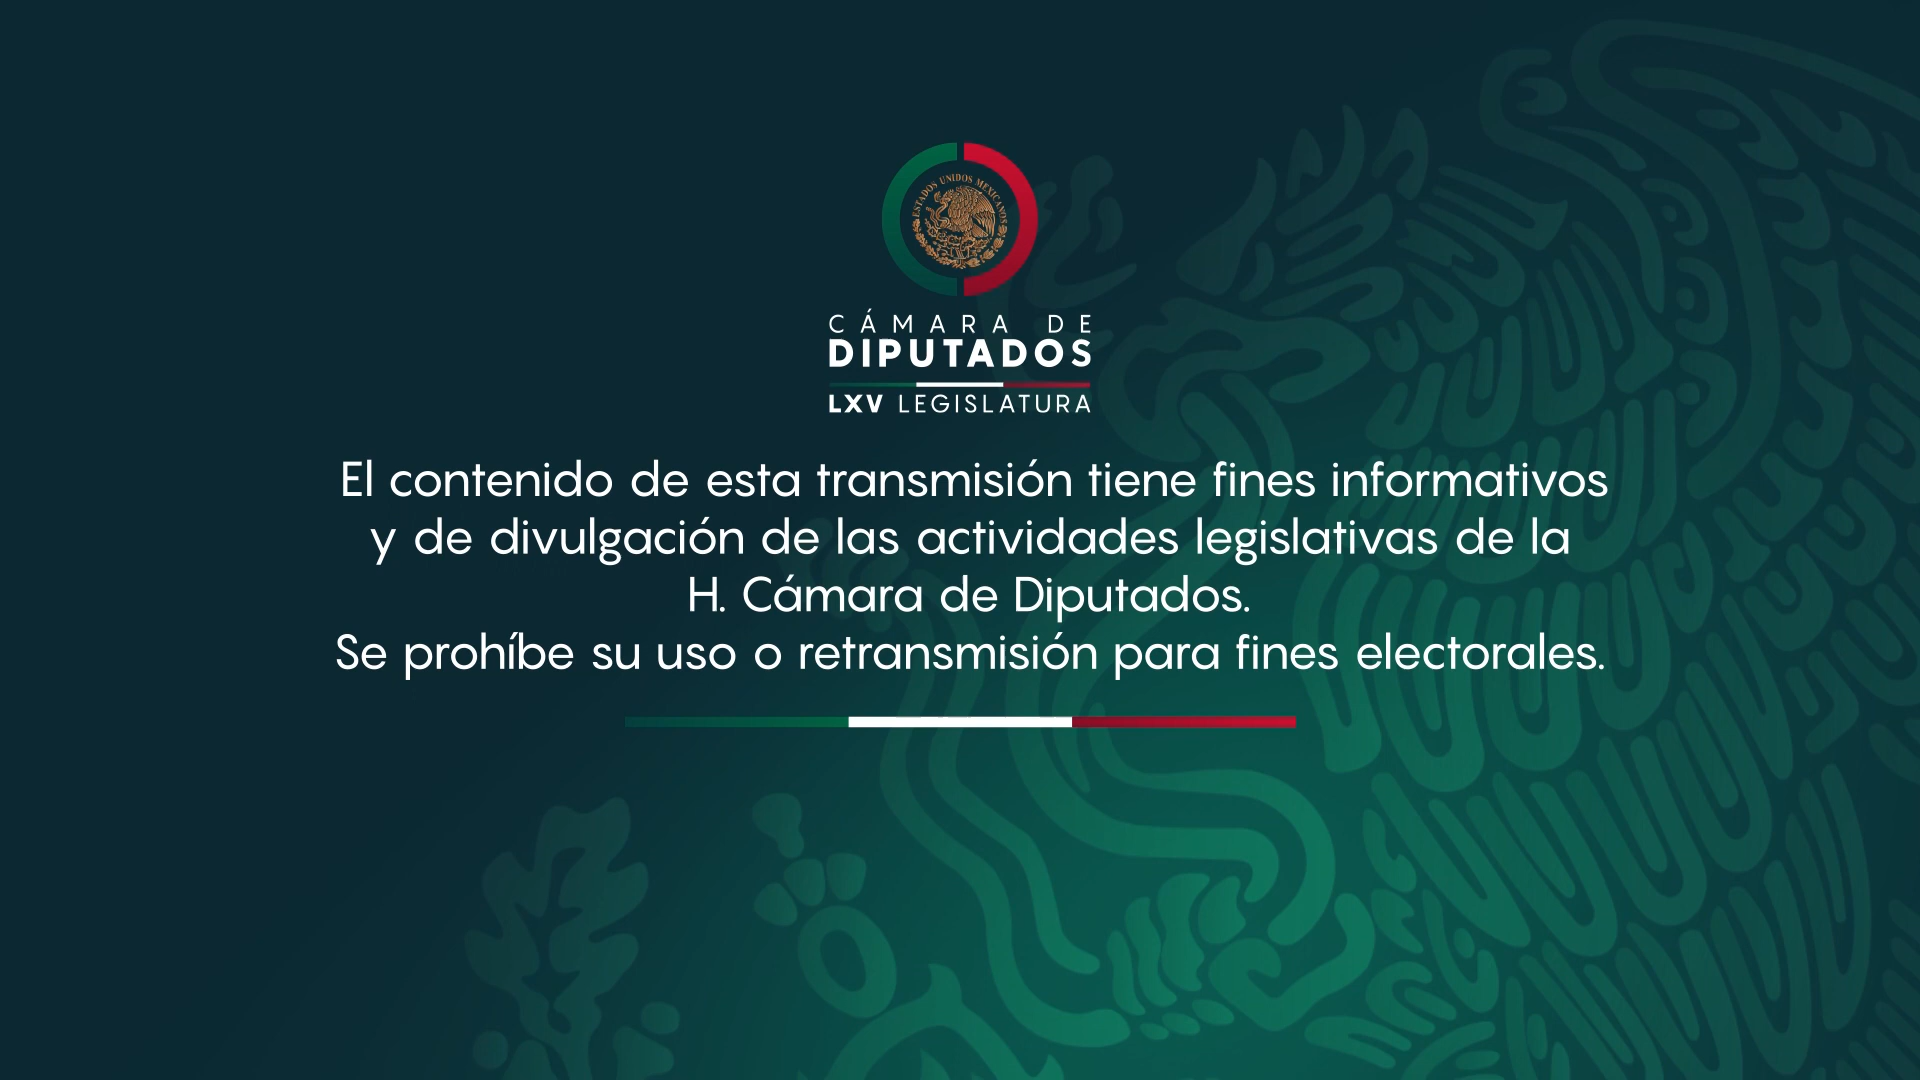 ESTADOS UNIDOS MEXICANOS
CÁMARA DE
DIPUTADOS
LXV LEGISLATURA
El contenido de esta transmisión tiene fines informativos
y de divulgación de las actividades legislativas de la
H. Cámara de Diputados.
Se prohíbe su uso o retransmisión para fines electorales.